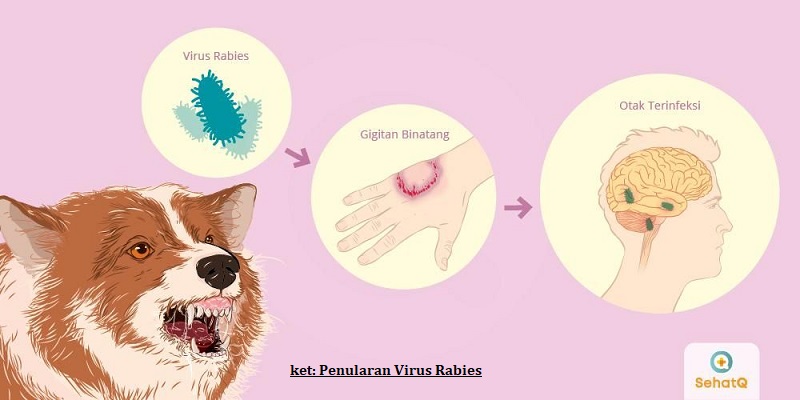 Virus Rabies
Gigitan Binatang
Otak Terinfeksi
ket: Penularan Virus Rabies
SehatQ